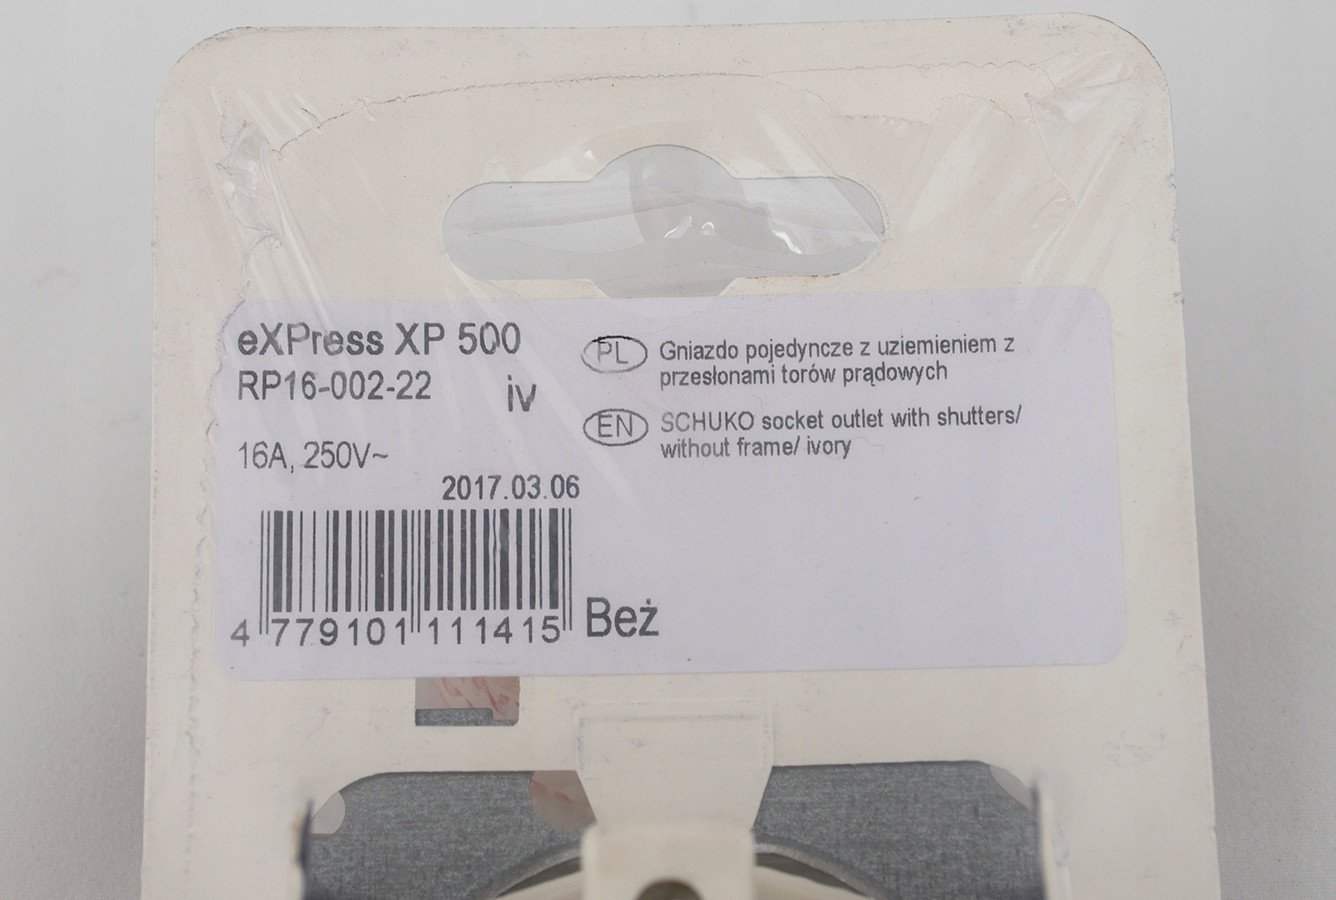 eXPress XP 500
RP16-002-22
iv
16A, 250V~
2017.03.06
4 779101 111415
Beż
PL
Gniazdo pojedyncze z uziemieniem z
przesłonami torów prądowych
EN
SCHUKO socket outlet with shutters/
without frame/ ivory